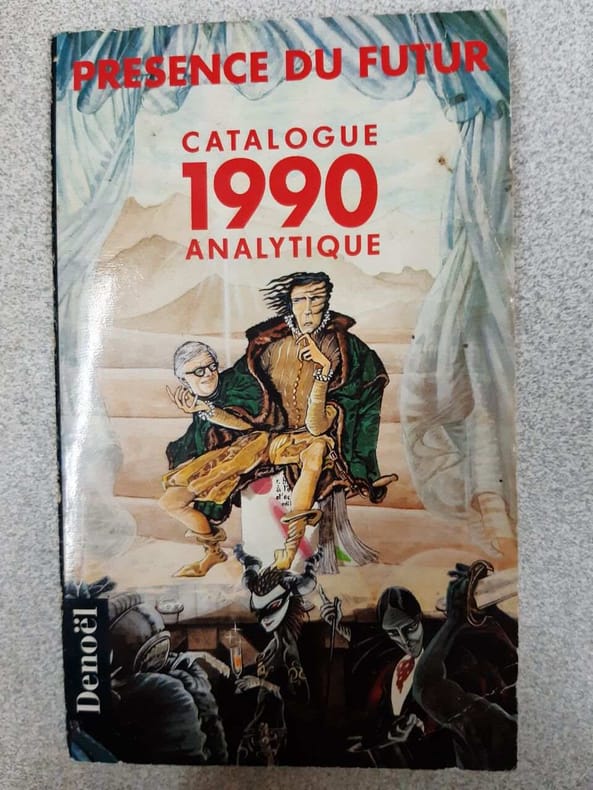 PRESENCE DU FUTUR
CATALOGUE
1990
ANALYTIQUE
Denoël